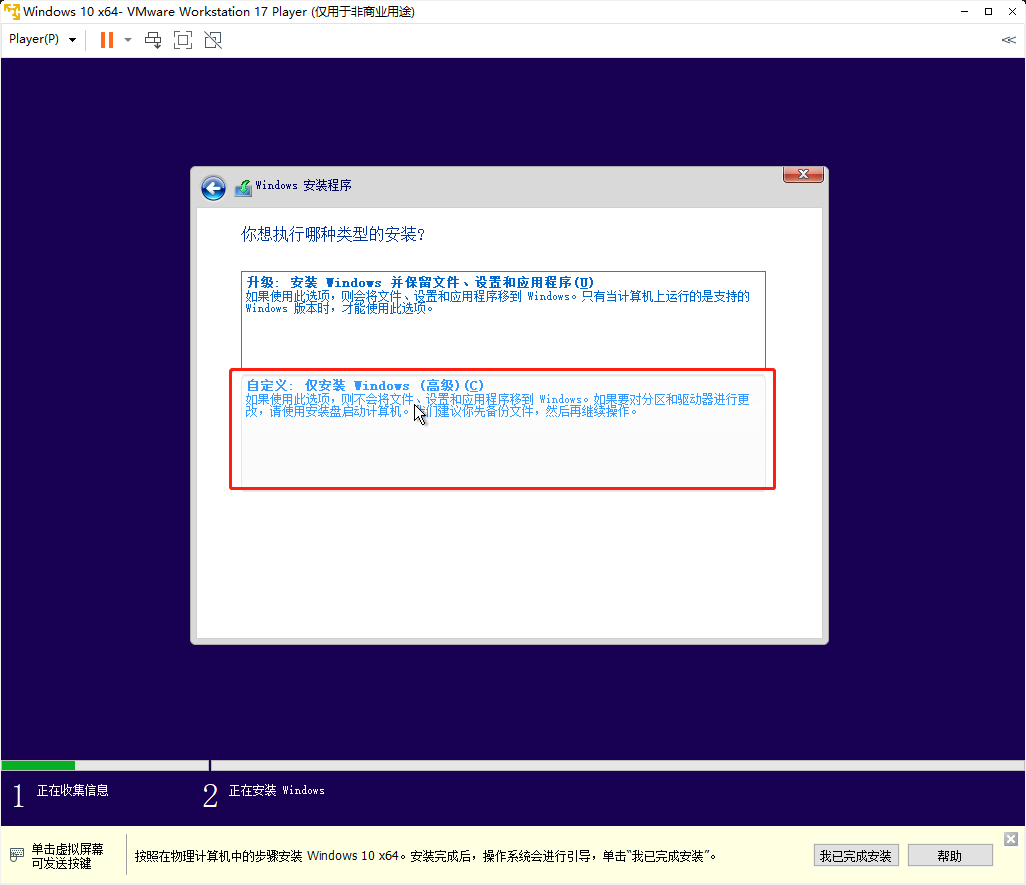 Windows 10 x64- VMware Workstation 17 Player (仅用于非商业用途)
Player(P)
Windows 安装程序
你想执行哪种类型的安装?
升级: 安装 Windows 并保留文件、设置和应用程序(U)
如果使用此选项，则会将文件、设置和应用程序移到 Windows。只有当计算机上运行的是支持的
Windows 版本时，才能使用此选项。
自定义: 仅安装 Windows (高级)(C)
如果使用此选项，则不会将文件、设置和应用程序移到 Windows。如果要对分区和驱动器进行更
改，请使用安装盘启动计算机。我们建议你先备份文件，然后再继续操作。
1 正在收集信息
2 正在安装 Windows
单击虚拟屏幕
可发送按键
按照在物理计算机中的步骤安装 Windows 10 x64。安装完成后，操作系统会进行引导，单击“我已完成安装”。
我已完成安装
帮助